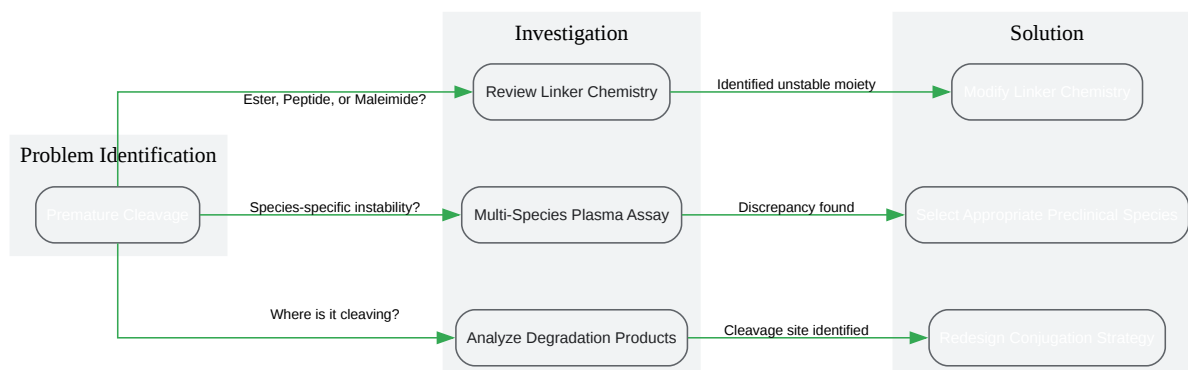 Investigation
Solution
Review Linker Chemistry
Identified unstable moiety
Modify Linker Chemistry
Ester, Peptide, or Maleimide?
Problem Identification
Premature Cleavage
Species-specific instability?
Multi-Species Plasma Assay
Discrepancy found
Select Appropriate Preclinical Species
Where is it cleaving?
Analyze Degradation Products
Cleavage site identified
Redesign Conjugation Strategy